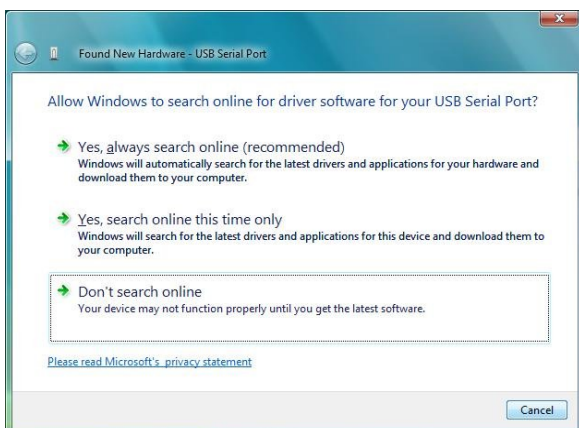 Found New Hardware - USB Serial Port
Allow Windows to search online for driver software for your USB Serial Port?
Yes, always search online (recommended)
Windows will automatically search for the latest drivers and applications for your hardware and
download them to your computer.
Yes, search online this time only
Windows will search for the latest drivers and applications for this device and download them to
your computer.
Don't search online
Your device may not function properly until you get the latest software.
Please read Microsoft's privacy statement
Cancel